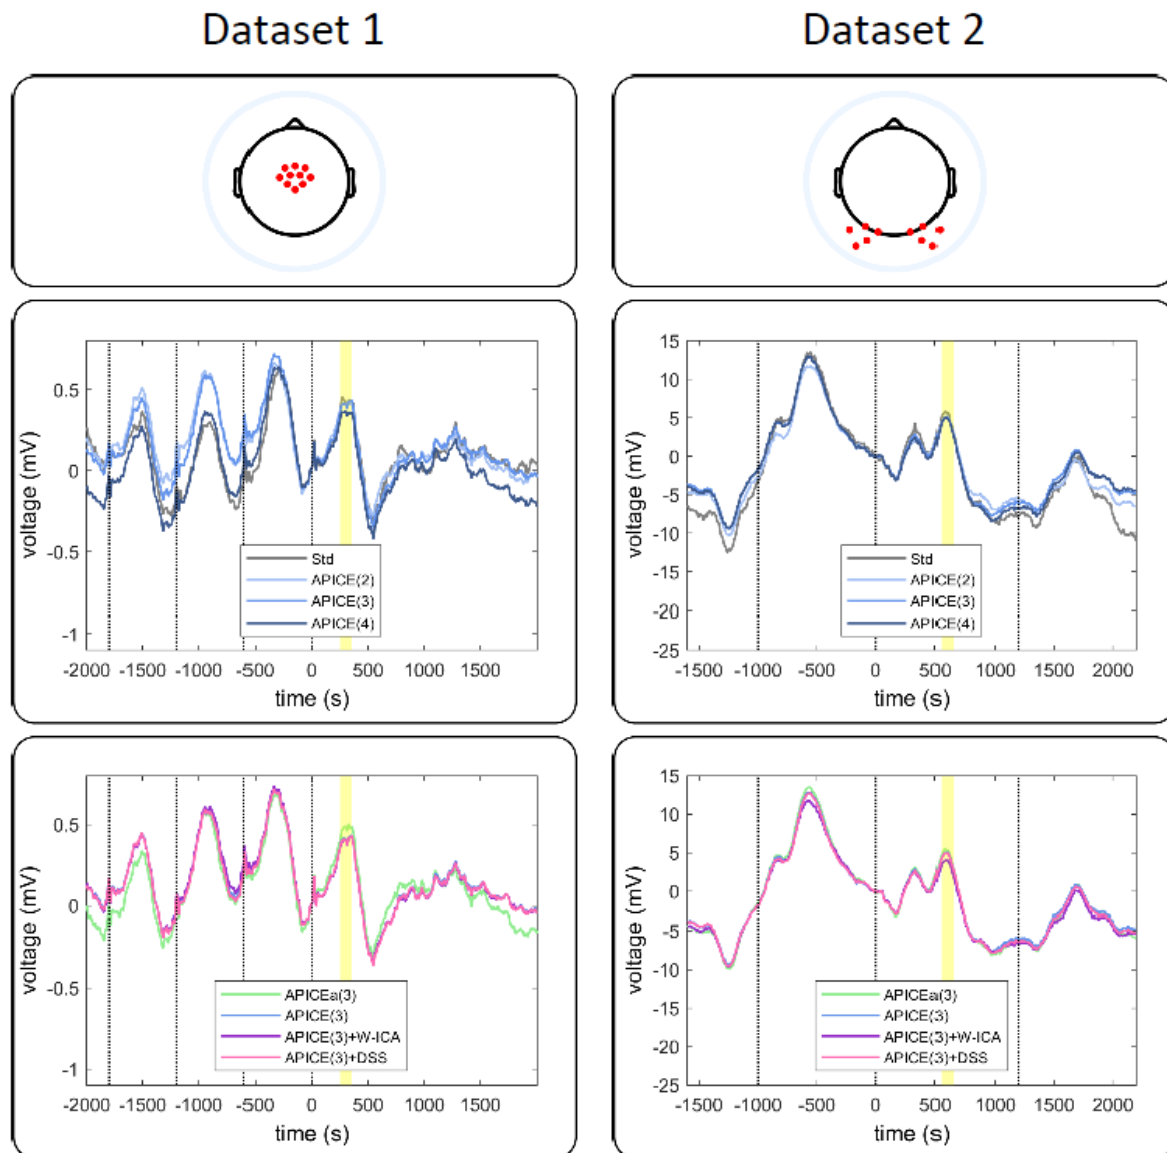 Dataset 1
Dataset 2
0.5
0
-0.5
-1
voltage (mV)
Std
APICE(2)
APICE(3)
APICE(4)
-2000 -1500 -1000 -500 0 500 1000 1500
time (s)
15
10
5
0
-5
-10
-15
-20
-25
voltage (mV)
Std
APICE(2)
APICE(3)
APICE(4)
-1500 -1000 -500 0 500 1000 1500 2000
time (s)
0.5
0
-0.5
-1
voltage (mV)
APICEa(3)
APICE(3)
APICE(3)+W-ICA
APICE(3)+DSS
-2000 -1500 -1000 -500 0 500 1000 1500
time (s)
15
10
5
0
-5
-10
-15
-20
-25
voltage (mV)
APICEa(3)
APICE(3)
APICE(3)+W-ICA
APICE(3)+DSS
-1500 -1000 -500 0 500 1000 1500 2000
time (s)